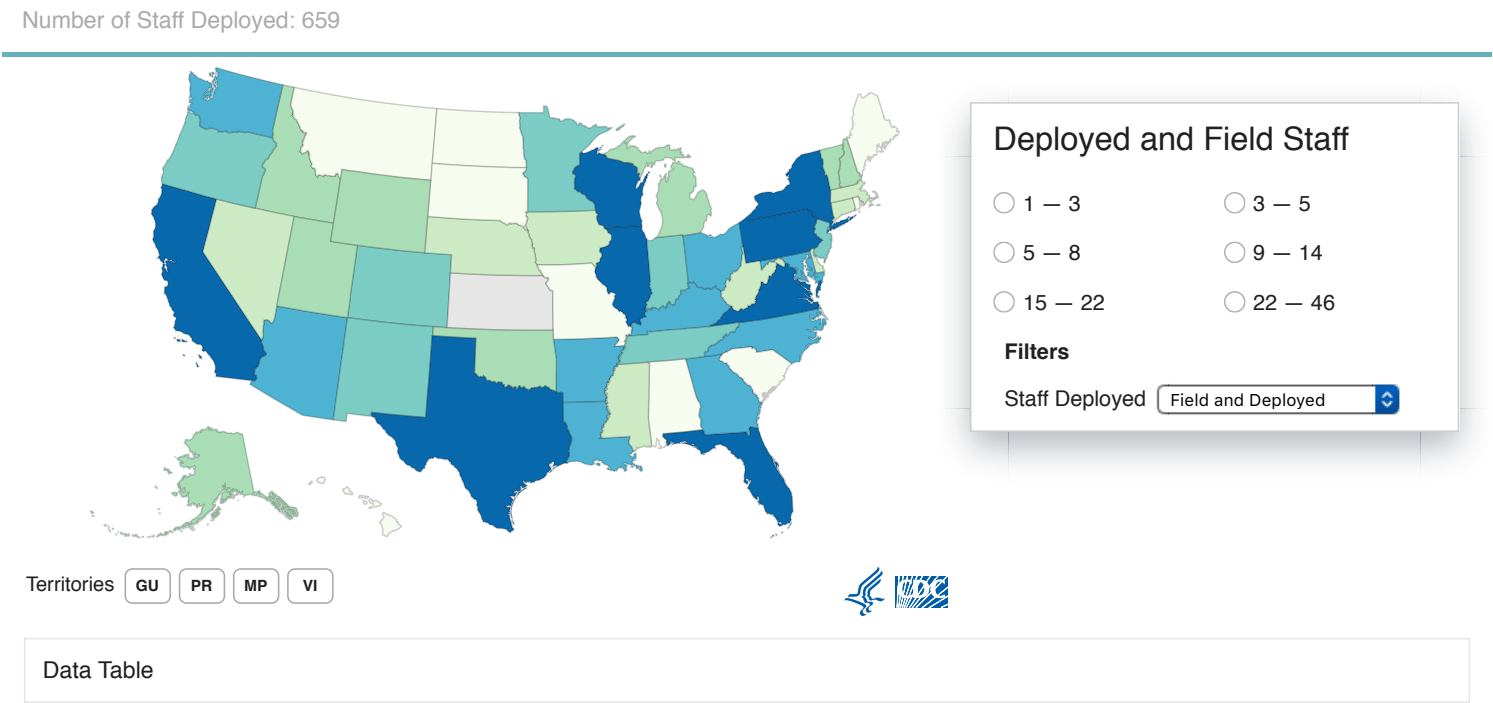 Number of Staff Deployed: 659
Deployed and Field Staff
1 — 3
3 — 5
5 — 8
9 — 14
15 — 22
22 — 46
Filters
Staff Deployed Field and Deployed
Territories GU PR MP VI
CDC
Data Table